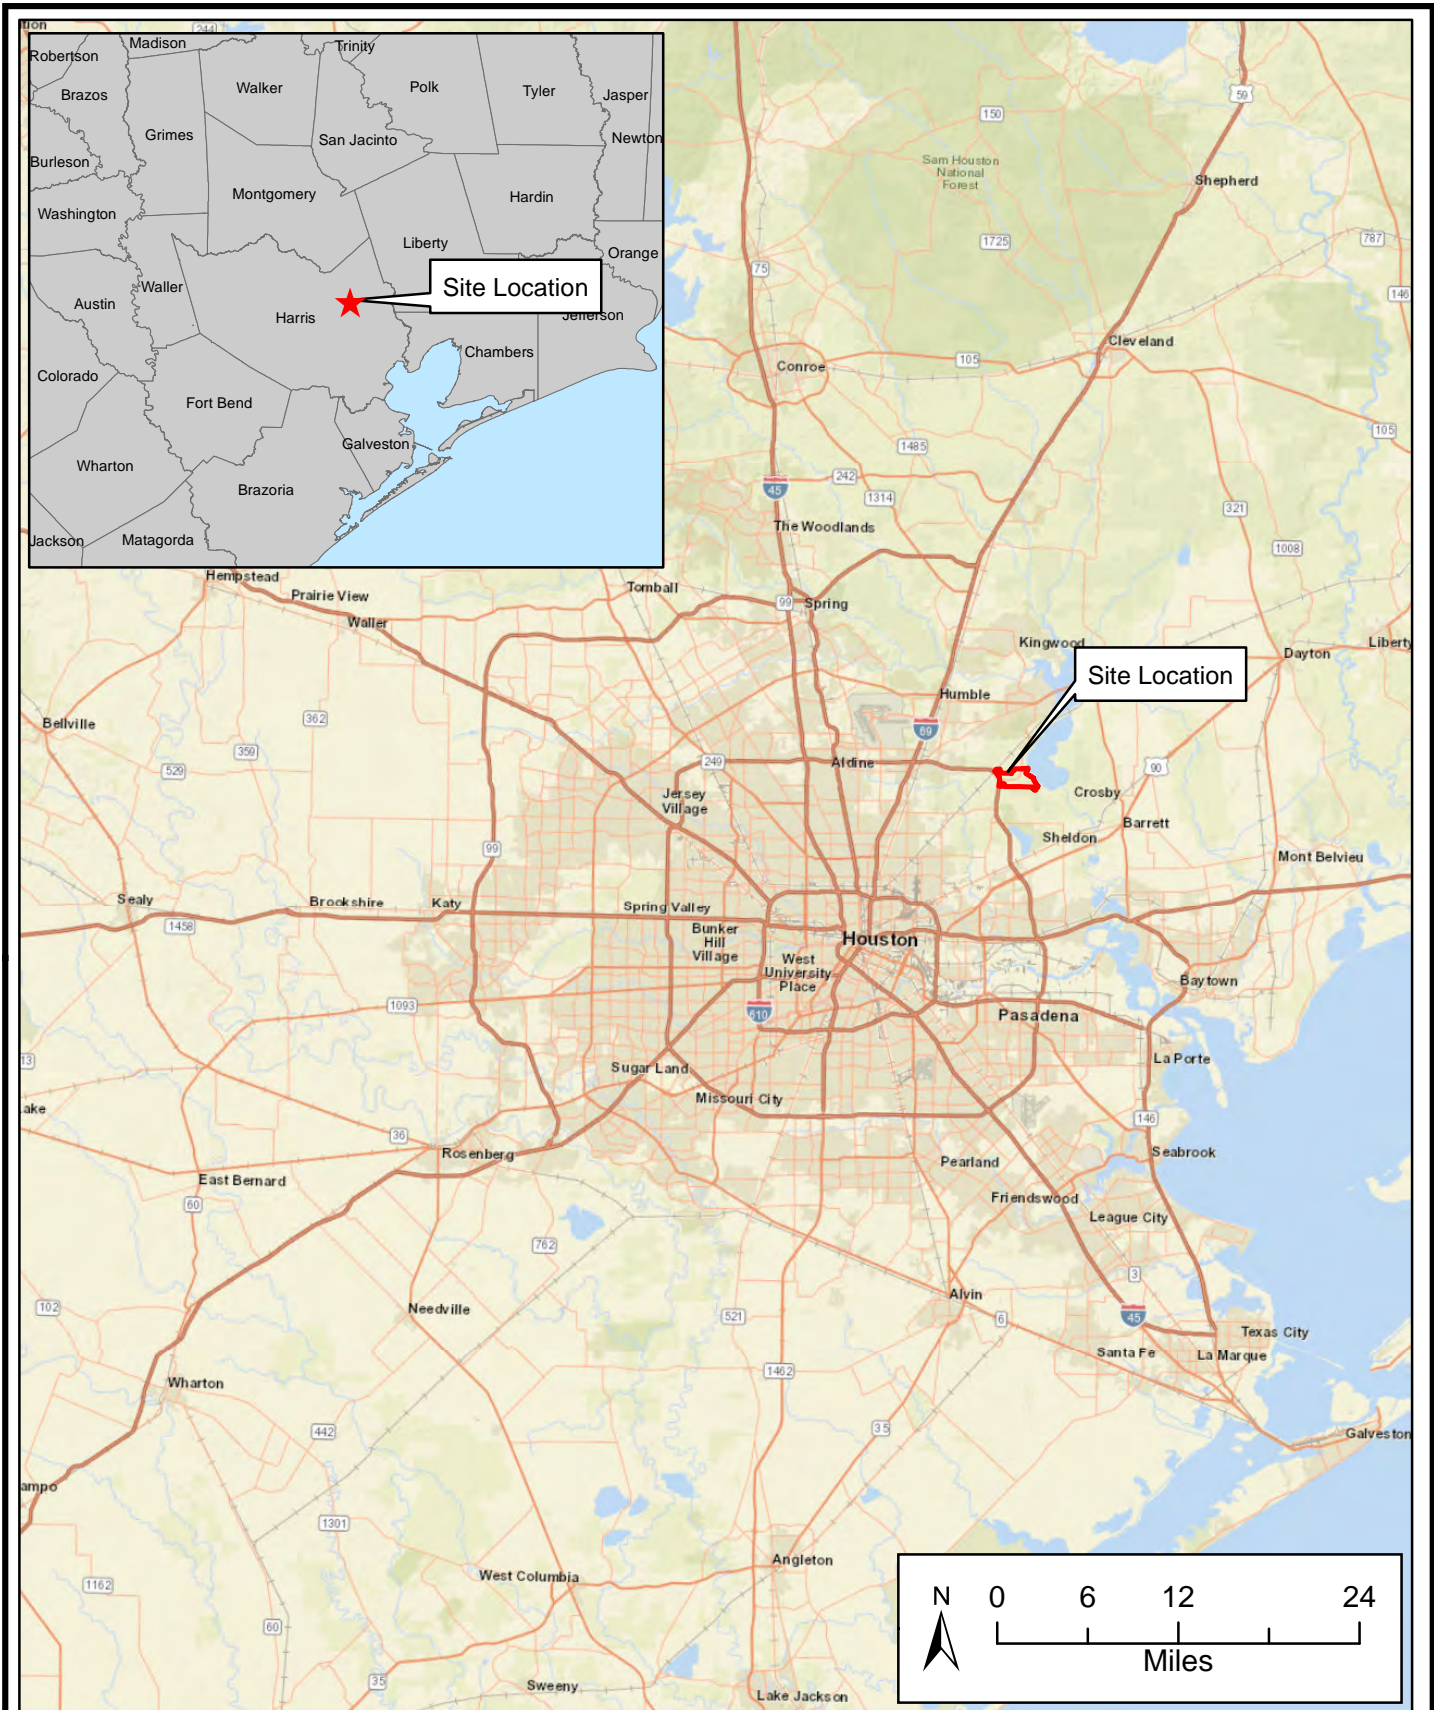 244
Madison
Trinity
Robertson
Walker
Polk
Tyler
Jasper
Brazos
Grimes
San Jacinto
Newton
Burleson
Montgomery
Hardin
Washington
Liberty
Orange
Waller
Site Location
Austin
Harris
Jefferson
Chambers
Colorado
Fort Bend
Galveston
Wharton
Brazoria
Jackson
Matagorda
59
150
Sam Houston
National
Forest
Shepherd
1725
787
75
146
Cleveland
105
Conroe
105
1485
242
45
1314
321
The Woodlands
1008
Hempstead
Prairie View
Tomball
99
Spring
Waller
Kingwood
Dayton
Liberty
Site Location
Humble
Bellville
362
69
359
249
Aldine
529
90
Jersey
Village
Crosby
Barrett
Sheldon
99
Mont Belvieu
Sealy
Brookshire
Katy
Spring Valley
1458
Bunker
Hill
Village
Houston
West
University
Place
Baytown
1093
610
Pasadena
13
La Porte
Sugar Land
Missouri City
ake
146
36
Rosenberg
Seabrook
Pearland
East Bernard
Friendswood
60
League City
762
3
Alvin
102
Needville
521
6
45
Texas City
Santa Fe
La Marque
1462
Wharton
442
35
Galveston
ampo
1301
Angleton
West Columbia
1162
N
0
6
12
24
Miles
60
35
Sweeny
Lake Jackson